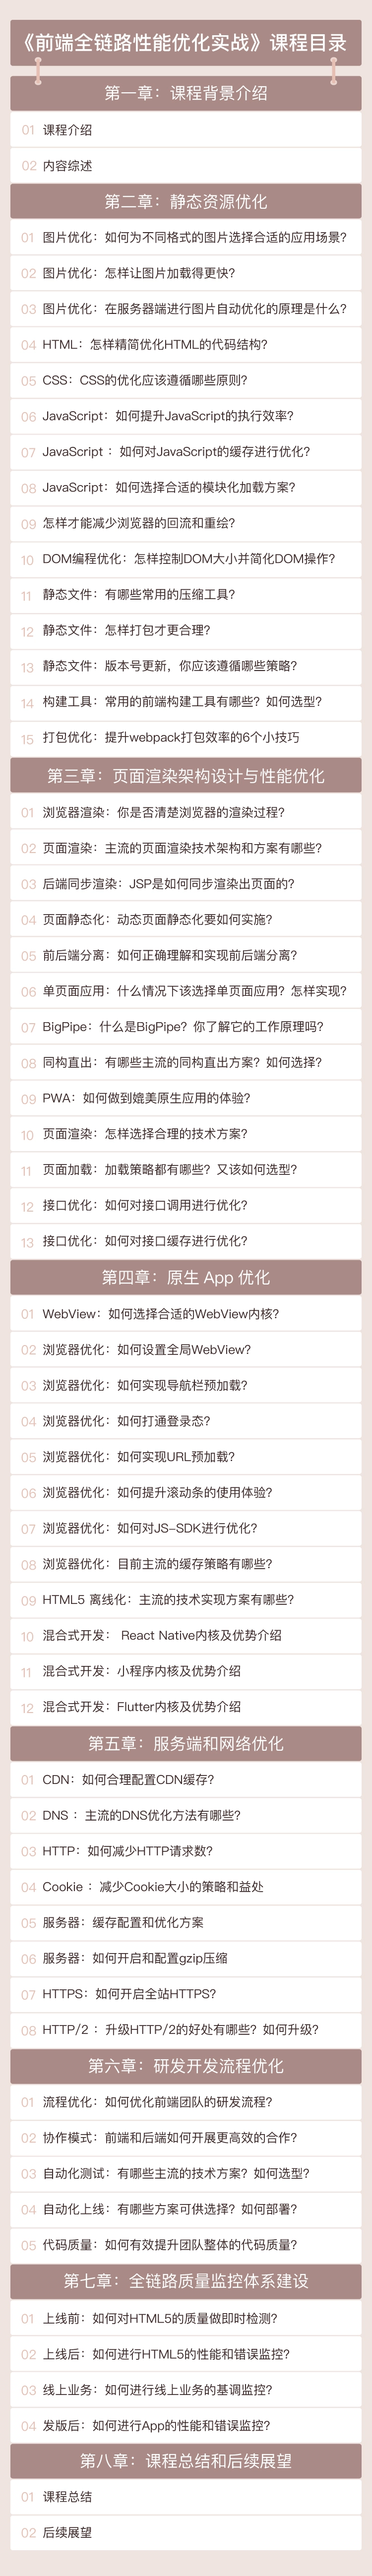 《前端全链路性能优化实战》课程目录
第一章：课程背景介绍
01 课程介绍
02 内容综述
第二章：静态资源优化
01 图片优化：如何为不同格式的图片选择合适的应用场景？
02 图片优化：怎样让图片加载得更快？
03 图片优化：在服务器端进行图片自动优化的原理是什么？
04 HTML：怎样精简优化HTML的代码结构？
05 CSS：CSS的优化应该遵循哪些原则？
06 JavaScript：如何提升JavaScript的执行效率？
07 JavaScript ：如何对JavaScript的缓存进行优化？
08 JavaScript：如何选择合适的模块化加载方案？
09 怎样才能减少浏览器的回流和重绘？
10 DOM编程优化：怎样控制DOM大小并简化DOM操作？
11 静态文件：有哪些常用的压缩工具？
12 静态文件：怎样打包才更合理？
13 静态文件：版本号更新，你应该遵循哪些策略？
14 构建工具：常用的前端构建工具有哪些？如何选型？
15 打包优化：提升webpack打包效率的6个小技巧
第三章：页面渲染架构设计与性能优化
01 浏览器渲染：你是否清楚浏览器的渲染过程？
02 页面渲染：主流的页面渲染技术架构和方案有哪些？
03 后端同步渲染：JSP是如何同步渲染出页面的？
04 页面静态化：动态页面静态化要如何实施？
05 前后端分离：如何正确理解和实现前后端分离？
06 单页面应用：什么情况下该选择单页面应用？怎样实现？
07 BigPipe：什么是BigPipe？你了解它的工作原理吗？
08 同构直出：有哪些主流的同构直出方案？如何选择？
09 PWA：如何做到媲美原生应用的体验？
10 页面渲染：怎样选择合理的技术方案？
11 页面加载：加载策略都有哪些？又该如何选型？
12 接口优化：如何对接口调用进行优化？
13 接口优化：如何对接口缓存进行优化？
第四章：原生 App 优化
01 WebView：如何选择合适的WebView内核？
02 浏览器优化：如何设置全局WebView？
03 浏览器优化：如何实现导航栏预加载？
04 浏览器优化：如何打通登录态？
05 浏览器优化：如何实现URL预加载？
06 浏览器优化：如何提升滚动条的使用体验？
07 浏览器优化：如何对JS-SDK进行优化？
08 浏览器优化：目前主流的缓存策略有哪些？
09 HTML5 离线化：主流的技术实现方案有哪些？
10 混合式开发： React Native内核及优势介绍
11 混合式开发：小程序内核及优势介绍
12 混合式开发：Flutter内核及优势介绍
第五章：服务端和网络优化
01 CDN：如何合理配置CDN缓存？
02 DNS ：主流的DNS优化方法有哪些？
03 HTTP：如何减少HTTP请求数？
04 Cookie ：减少Cookie大小的策略和益处
05 服务器：缓存配置和优化方案
06 服务器：如何开启和配置gzip压缩
07 HTTPS：如何开启全站HTTPS？
08 HTTP/2 ：升级HTTP/2的好处有哪些？如何升级？
第六章：研发开发流程优化
01 流程优化：如何优化前端团队的研发流程？
02 协作模式：前端和后端如何开展更高效的合作？
03 自动化测试：有哪些主流的技术方案？如何选型？
04 自动化上线：有哪些方案可供选择？如何部署？
05 代码质量：如何有效提升团队整体的代码质量？
第七章：全链路质量监控体系建设
01 上线前：如何对HTML5的质量做即时检测？
02 上线后：如何进行HTML5的性能和错误监控？
03 线上业务：如何进行线上业务的基调监控？
04 发版后：如何进行App的性能和错误监控？
第八章：课程总结和后续展望
01 课程总结
02 后续展望